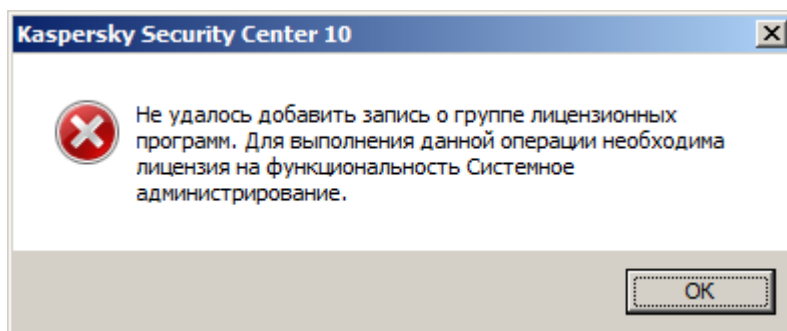 Kaspersky Security Center 10
Не удалось добавить запись о группе лицензионных
программ. Для выполнения данной операции необходима
лицензия на функциональность Системное
администрирование.
OK